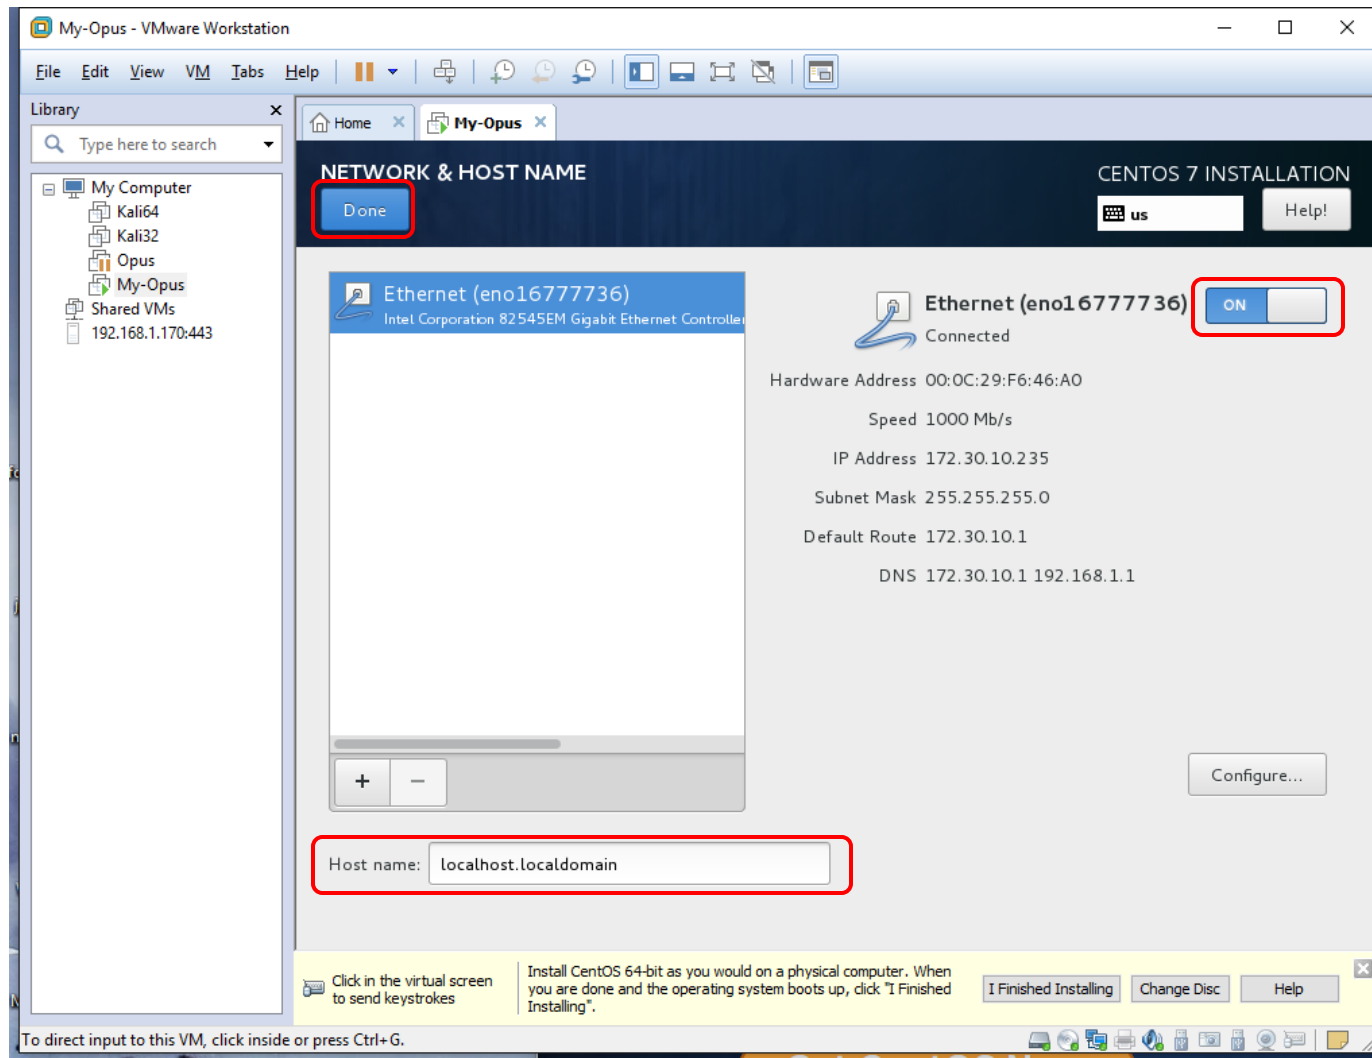 My-Opus - VMware Workstation
File Edit View VM Tabs Help
Library
Type here to search
My Computer
Kali64
Kali32
Opus
My-Opus
Shared VMs
192.168.1.170:443
Home
My-Opus
NETWORK & HOST NAME
Done
CENTOS 7 INSTALLATION
us
Help!
Ethernet (eno16777736)
Intel Corporation 82545EM Gigabit Ethernet Controller
Ethernet (eno16777736)
Connected
ON
Hardware Address 00:0C:29:F6:46:A0
Speed 1000 Mb/s
IP Address 172.30.10.235
Subnet Mask 255.255.255.0
Default Route 172.30.10.1
DNS 172.30.10.1 192.168.1.1
+ −
Configure...
Host name: localhost.localdomain
Click in the virtual screen
to send keystrokes
Install CentOS 64-bit as you would on a physical computer. When
you are done and the operating system boots up, click "I Finished
Installing".
I Finished Installing
Change Disc
Help
To direct input to this VM, click inside or press Ctrl+G.